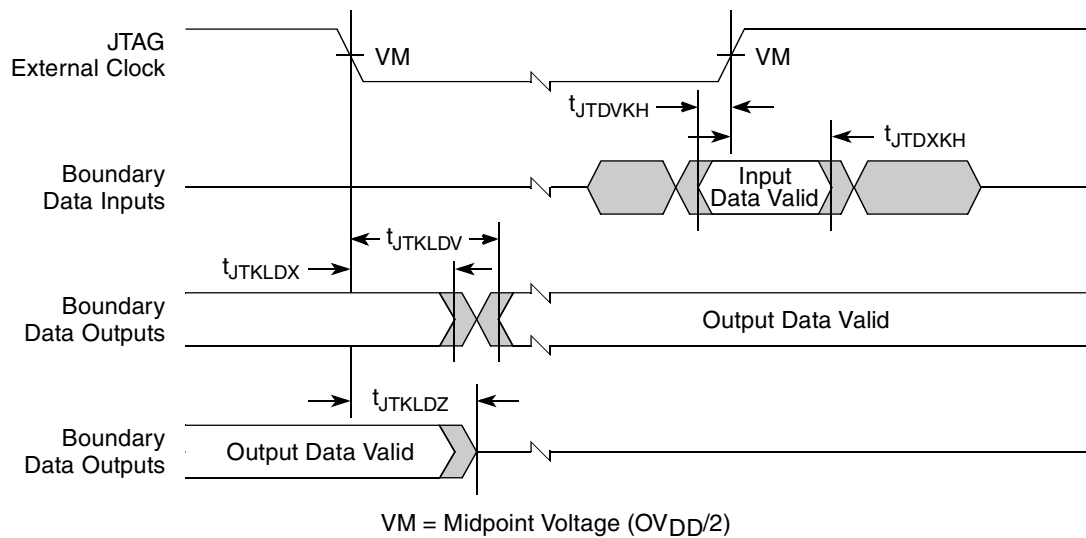 JTAG
External Clock
VM
VM
tJTDVKH
tJTDXKH
Boundary
Data Inputs
Input
Data Valid
tJTKLDV
tJTKLDX
Boundary
Data Outputs
Output Data Valid
tJTKLDZ
Boundary
Data Outputs
Output Data Valid
VM = Midpoint Voltage (OVDD/2)